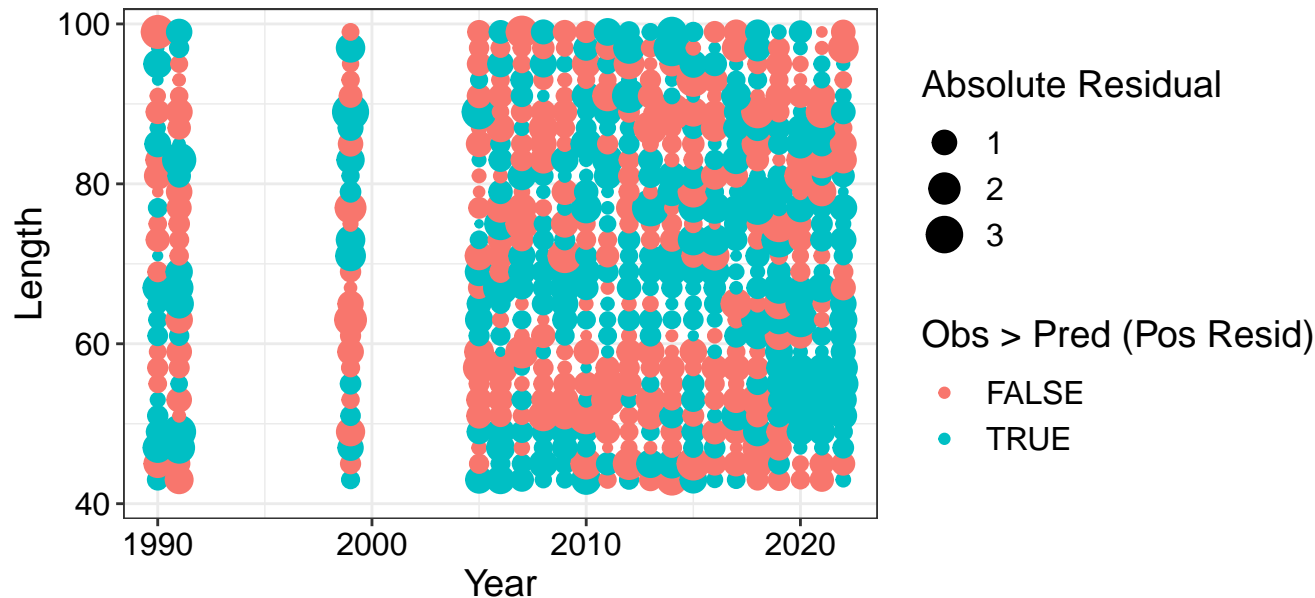 100
80
60
40
Length
1990
2000
2010
2020
Year
Absolute Residual
1
2
3
Obs > Pred (Pos Resid)
FALSE
TRUE